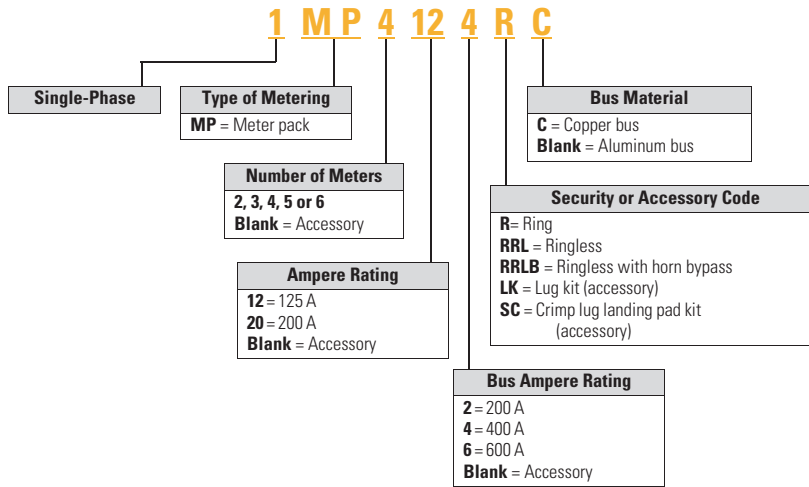 1 MP 4 12 4 R C
Single-Phase
Type of Metering
MP = Meter pack
Number of Meters
2, 3, 4, 5 or 6
Blank = Accessory
Ampere Rating
12 = 125 A
20 = 200 A
Blank = Accessory
Bus Material
C = Copper bus
Blank = Aluminum bus
Security or Accessory Code
R= Ring
RRL = Ringless
RRLB = Ringless with horn bypass
LK = Lug kit (accessory)
SC = Crimp lug landing pad kit
(accessory)
Bus Ampere Rating
2 = 200 A
4 = 400 A
6 = 600 A
Blank = Accessory